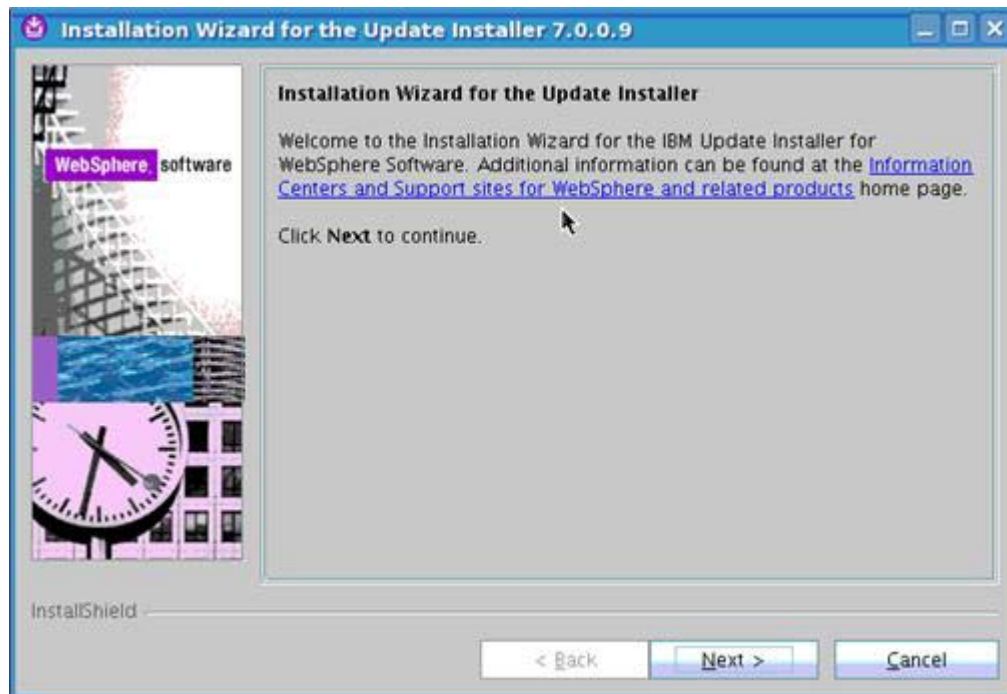 Installation Wizard for the Update Installer 7.0.0.9
WebSphere software
Installation Wizard for the Update Installer
Welcome to the Installation Wizard for the IBM Update Installer for
WebSphere Software. Additional information can be found at the Information
Centers and Support sites for WebSphere and related products home page.
Click Next to continue.
InstallShield
< Back
Next >
Cancel